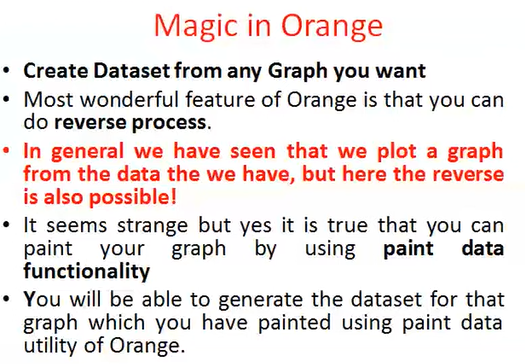 Magic in Orange
• Create Dataset from any Graph you want
• Most wonderful feature of Orange is that you can
do reverse process.
• In general we have seen that we plot a graph
from the data the we have, but here the reverse
is also possible!
• It seems strange but yes it is true that you can
paint your graph by using paint data
functionality
• You will be able to generate the dataset for that
graph which you have painted using paint data
utility of Orange.